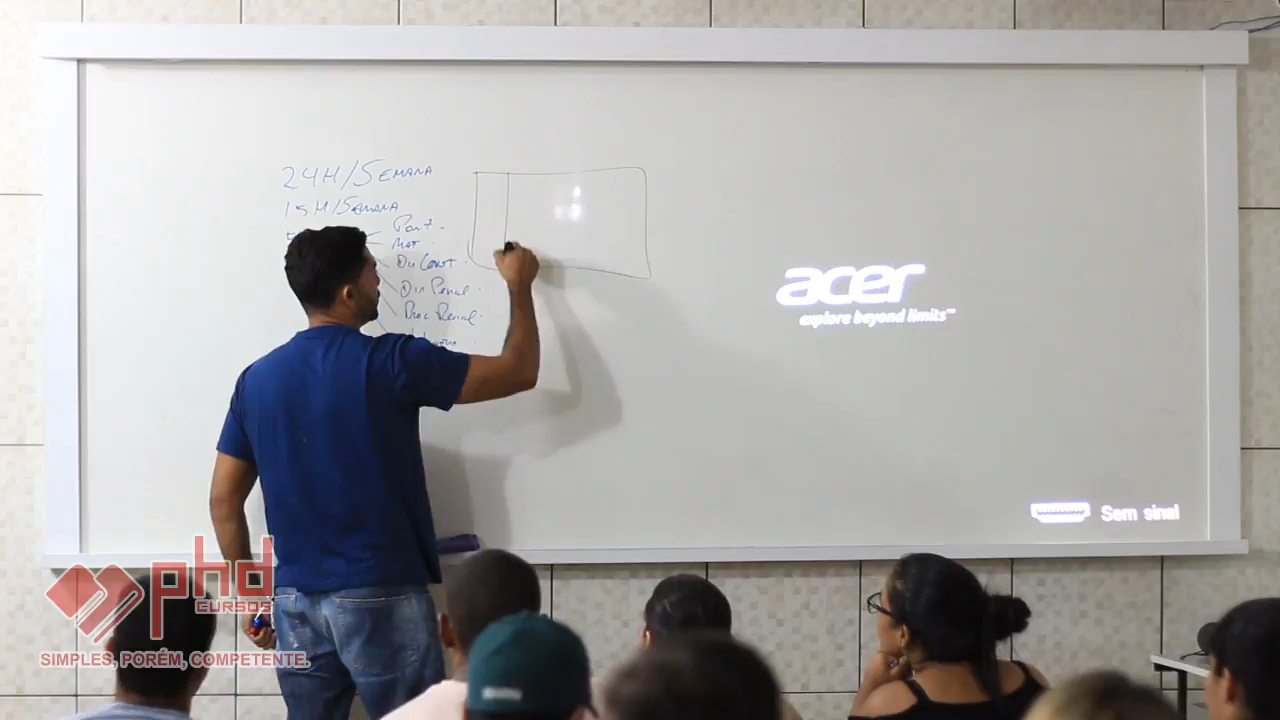 24H/SEMANA
15H/SEMANA
Port.
MAT.
Dir Const.
Dir Penal.
Proc Penal.
acer
explore beyond limits™
Sem sinal
phd
CURSOS
SIMPLES, PORÉM, COMPETENTE.